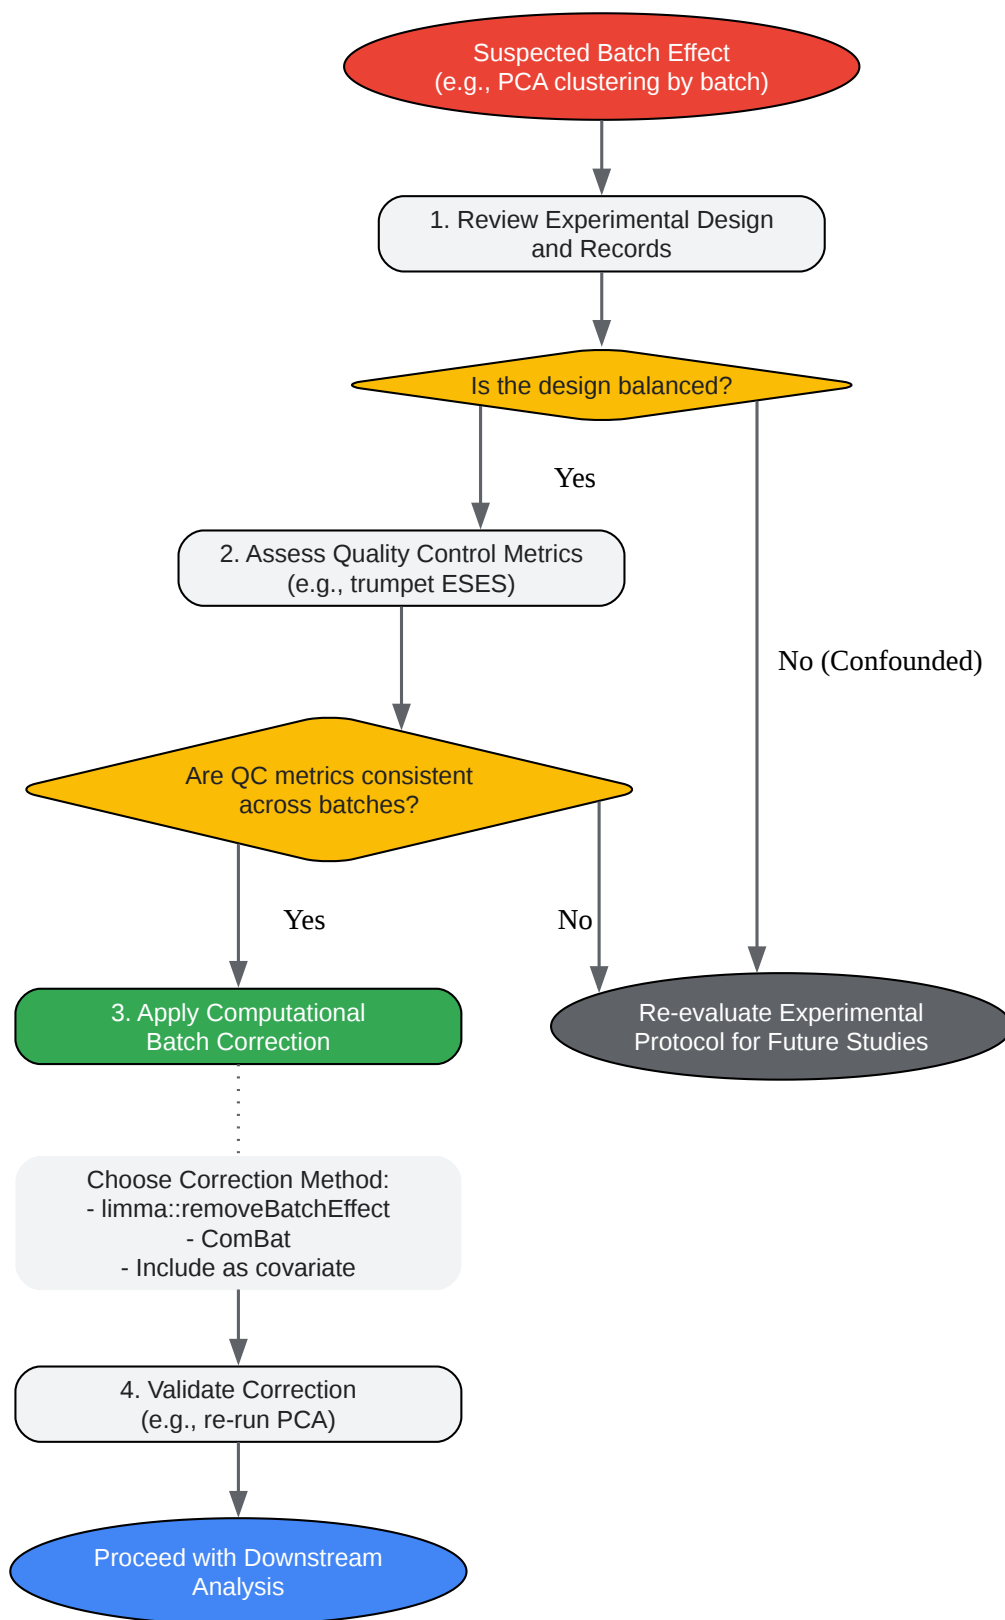 Suspected Batch Effect
(e.g., PCA clustering by batch)
1. Review Experimental Design
and Records
Is the design balanced?
Yes
2. Assess Quality Control Metrics
(e.g., trumpet ESES)
No (Confounded)
Are QC metrics consistent
across batches?
Yes
No
3. Apply Computational
Batch Correction
Re-evaluate Experimental
Protocol for Future Studies
Choose Correction Method:
- limma::removeBatchEffect
- ComBat
- Include as covariate
4. Validate Correction
(e.g., re-run PCA)
Proceed with Downstream
Analysis